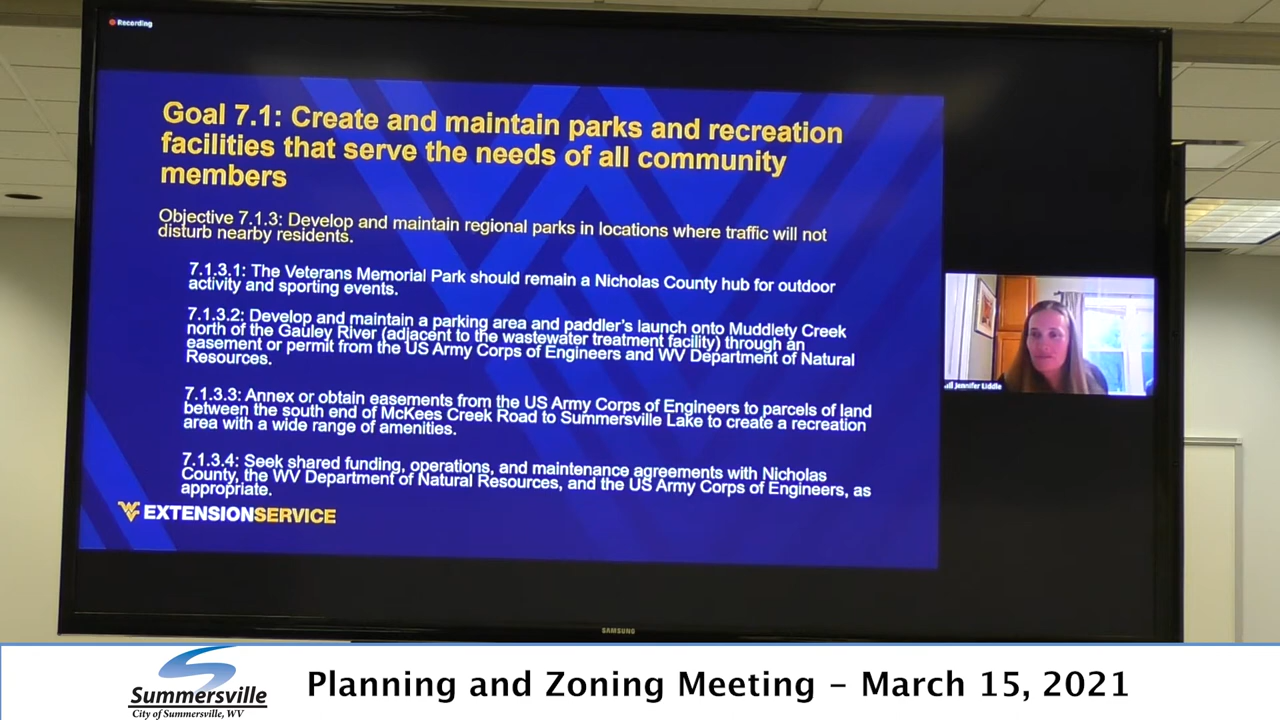 Recording
Goal 7.1: Create and maintain parks and recreation
facilities that serve the needs of all community
members
Objective 7.1.3: Develop and maintain regional parks in locations where traffic will not
disturb nearby residents.
7.1.3.1: The Veterans Memorial Park should remain a Nicholas County hub for outdoor
activity and sporting events.
7.1.3.2: Develop and maintain a parking area and paddler's launch onto Muddlety Creek
north of the Gauley River (adjacent to the wastewater treatment facility) through an
easement or permit from the US Army Corps of Engineers and WV Department of Natural
Resources.
7.1.3.3: Annex or obtain easements from the US Army Corps of Engineers to parcels of land
between the south end of McKees Creek Road to Summersville Lake to create a recreation
area with a wide range of amenities.
7.1.3.4: Seek shared funding, operations, and maintenance agreements with Nicholas
County, the WV Department of Natural Resources, and the US Army Corps of Engineers, as
appropriate.
WV EXTENSIONSERVICE
Jennifer Liddle
SAMSUNG
Summersville
City of Summersville, WV
Planning and Zoning Meeting – March 15, 2021